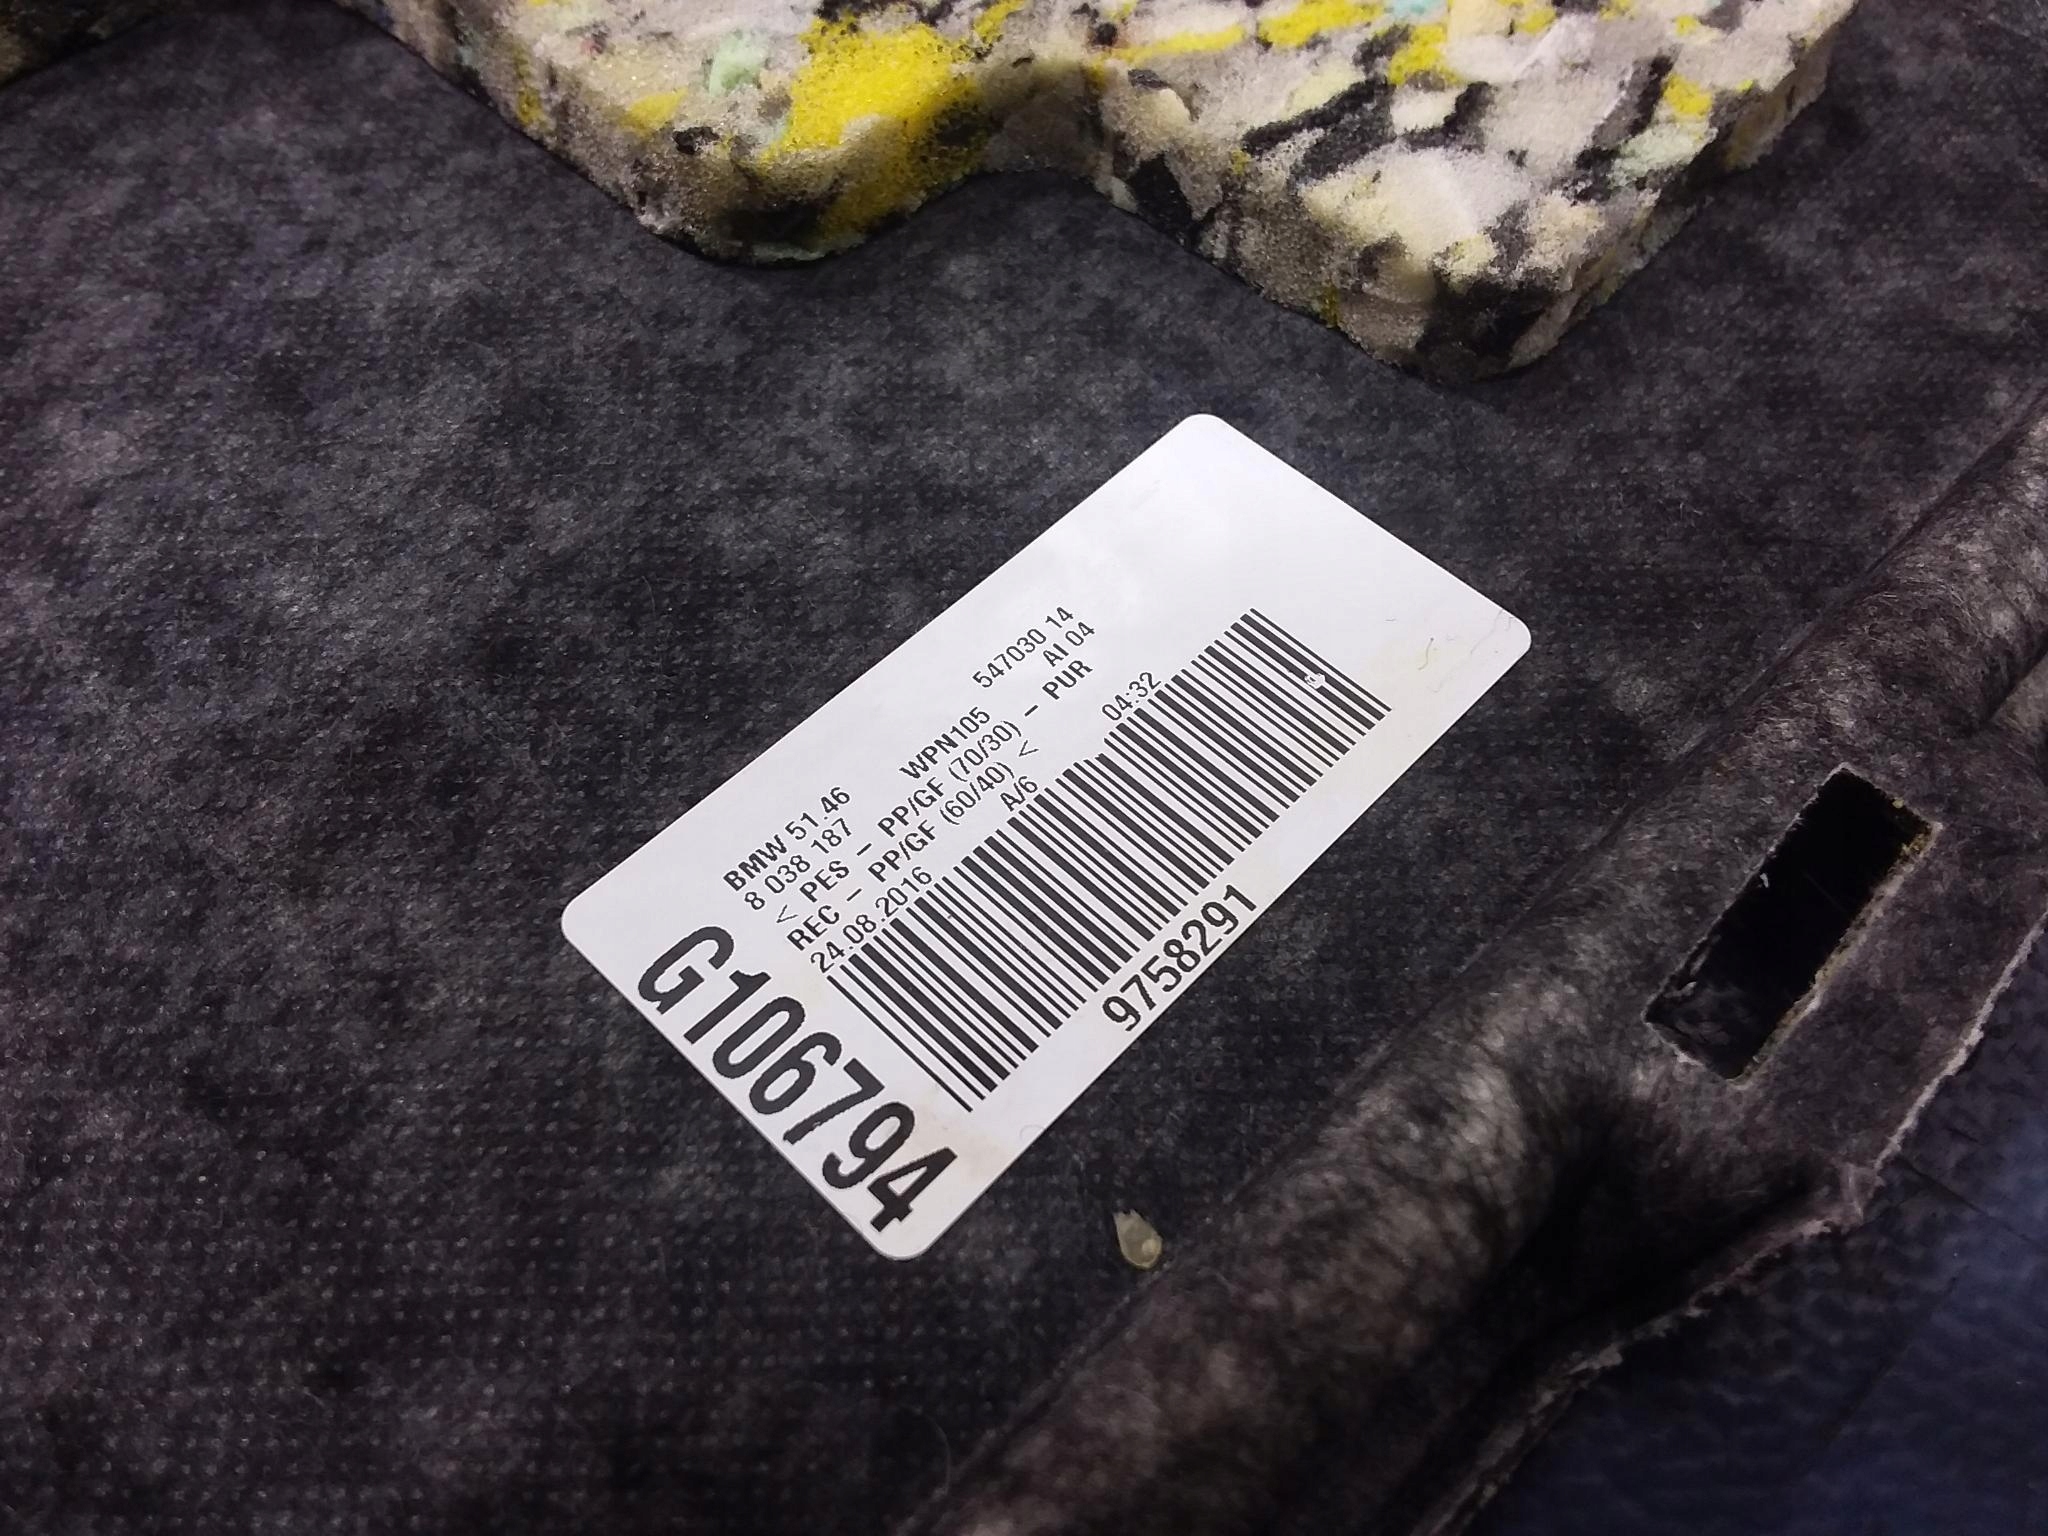 BMW 51.46 WPN105 547030 14
8 038 187 AI 04
< PES - PP/GF (70/30) - PUR
REC - PP/GF (60/40) <
24.08.2016 A/6 04:32
9758291
G106794